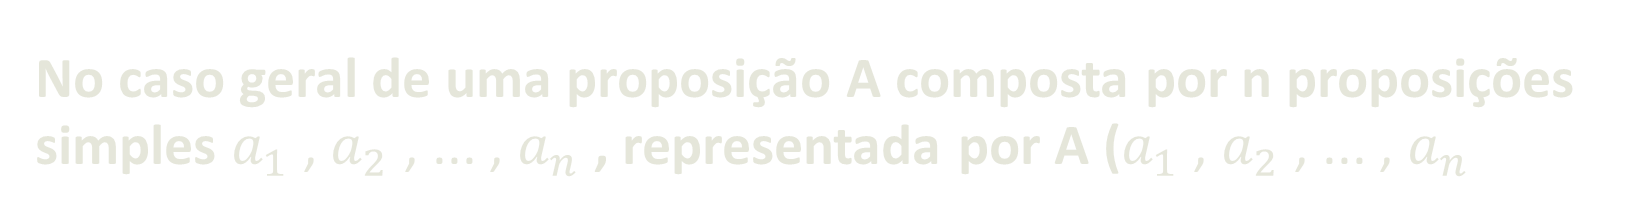 No caso geral de uma proposição A composta por n proposições
simples 𝑎₁ , 𝑎₂ , … , 𝑎ₙ , representada por A (𝑎₁ , 𝑎₂ , … , 𝑎ₙ